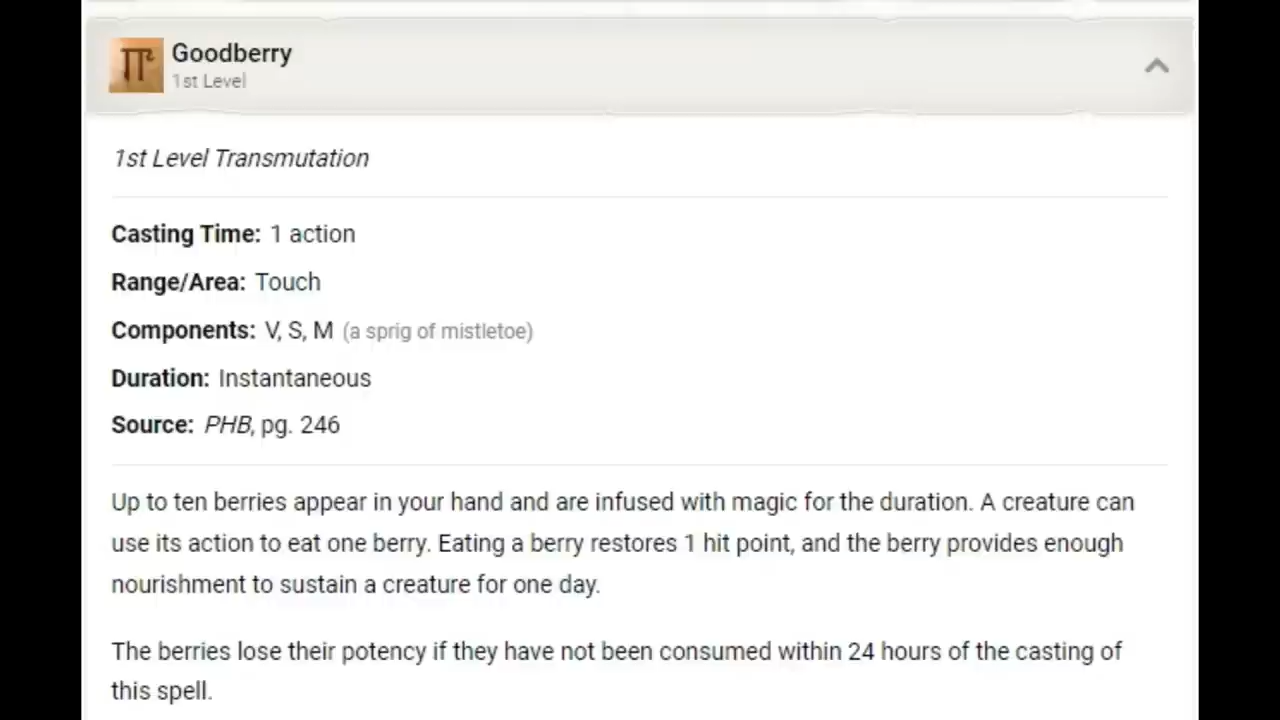 Goodberry
1st Level
1st Level Transmutation
Casting Time: 1 action
Range/Area: Touch
Components: V, S, M (a sprig of mistletoe)
Duration: Instantaneous
Source: PHB, pg. 246
Up to ten berries appear in your hand and are infused with magic for the duration. A creature can
use its action to eat one berry. Eating a berry restores 1 hit point, and the berry provides enough
nourishment to sustain a creature for one day.
The berries lose their potency if they have not been consumed within 24 hours of the casting of
this spell.